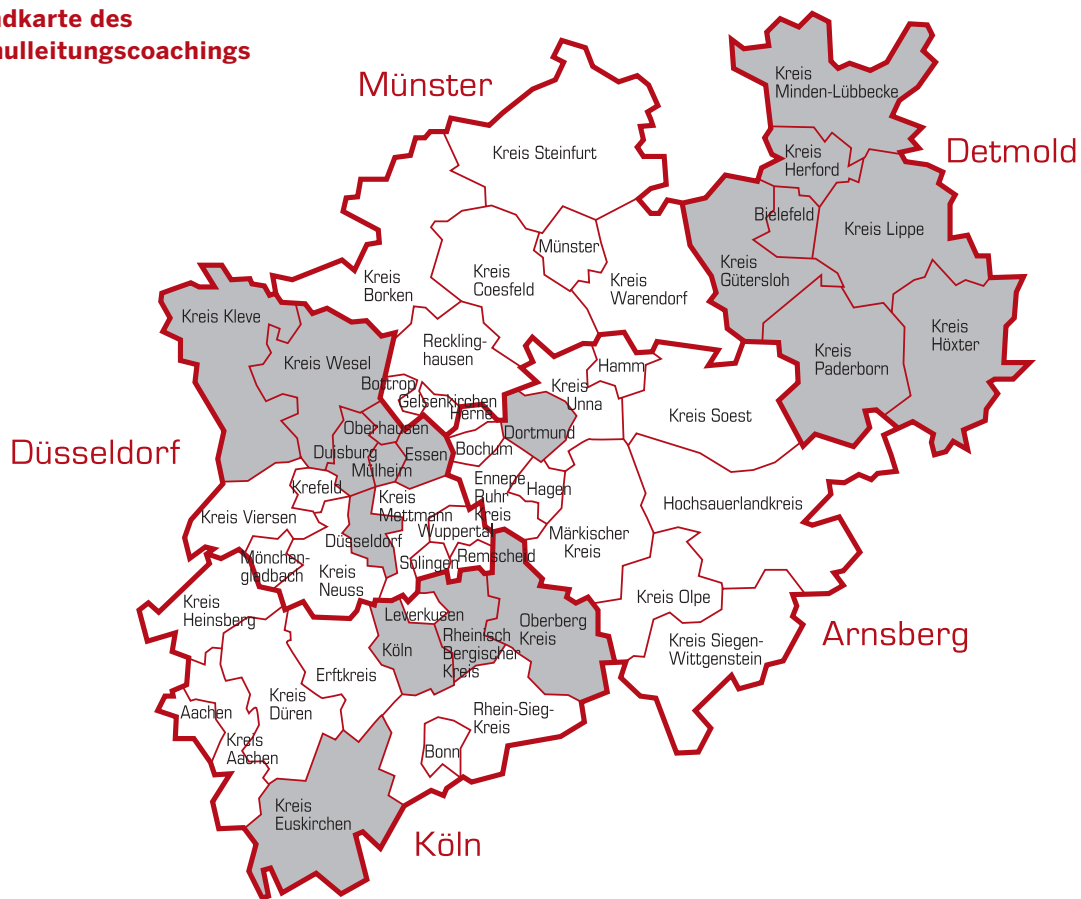 dkarte des
ulleitungscoachings
Münster
Detmold
Düsseldorf
Arnsberg
Köln
Kreis
Minden-Lübbecke
Kreis
Herford
Bielefeld
Kreis Lippe
Kreis
Gütersloh
Kreis
Höxter
Kreis
Paderborn
Kreis Steinfurt
Münster
Kreis
Borken
Kreis
Coesfeld
Kreis
Warendorf
Reckling-
hausen
Bottrop
Gelsenkirchen
Kreis Kleve
Kreis Wesel
Oberhausen
Duisburg
Essen
Mülheim
Krefeld
Kreis Viersen
Kreis
Mettmann
Düsseldorf
Wuppertal
Solingen
Remscheid
Mönchen-
gladbach
Kreis
Neuss
Herne
Bochum
Dortmund
Kreis
Unna
Hamm
Kreis Soest
Ennepe
Ruhr
Kreis
Hagen
Märkischer
Kreis
Hochsauerlandkreis
Kreis Olpe
Kreis Siegen-
Wittgenstein
Kreis
Heinsberg
Leverkusen
Köln
Rheinisch
Bergischer
Kreis
Oberberg
Kreis
Erftkreis
Kreis
Düren
Aachen
Kreis
Aachen
Rhein-Sieg-
Kreis
Bonn
Kreis
Euskirchen